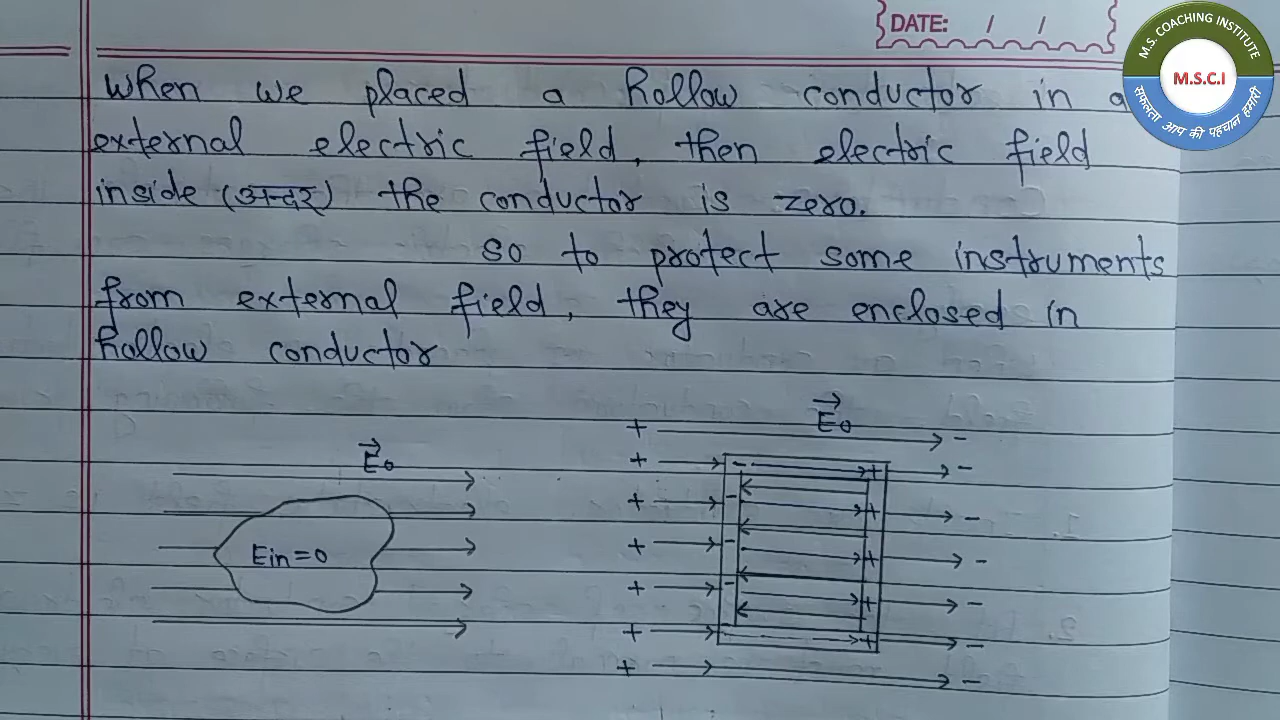 DATE: / /
M.S. COACHING INSTITUTE
M.S.C.I
सफलता आप की पहचान हमारी
When we placed a hollow conductor in a
external electric field, then electric field
inside (अन्दर) the conductor is zero.
so to protect some instruments
from external field, they are enclosed in
hollow conductor
E₀
E₀
+ -
+ - + -
+ - + -
+ - + -
+ - + -
+ - + -
+ -
Ein=0